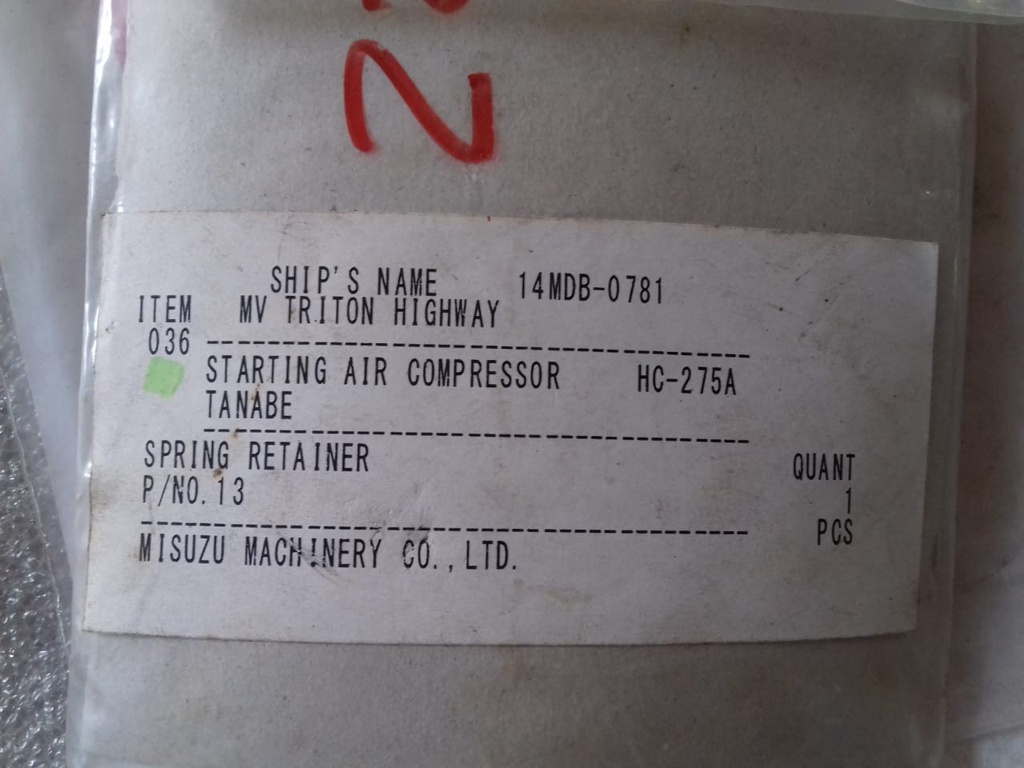 SHIP'S NAME 14MDB-0781
ITEM MV TRITON HIGHWAY
036
STARTING AIR COMPRESSOR HC-275A
TANABE
SPRING RETAINER QUANT
P/NO.13 1
PCS
MISUZU MACHINERY CO.,LTD.